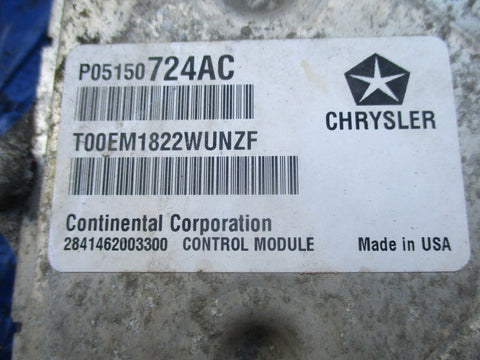 P05150724AC
CHRYSLER
T00EM1822WUNZF
Continental Corporation
2841462003300 CONTROL MODULE Made in USA